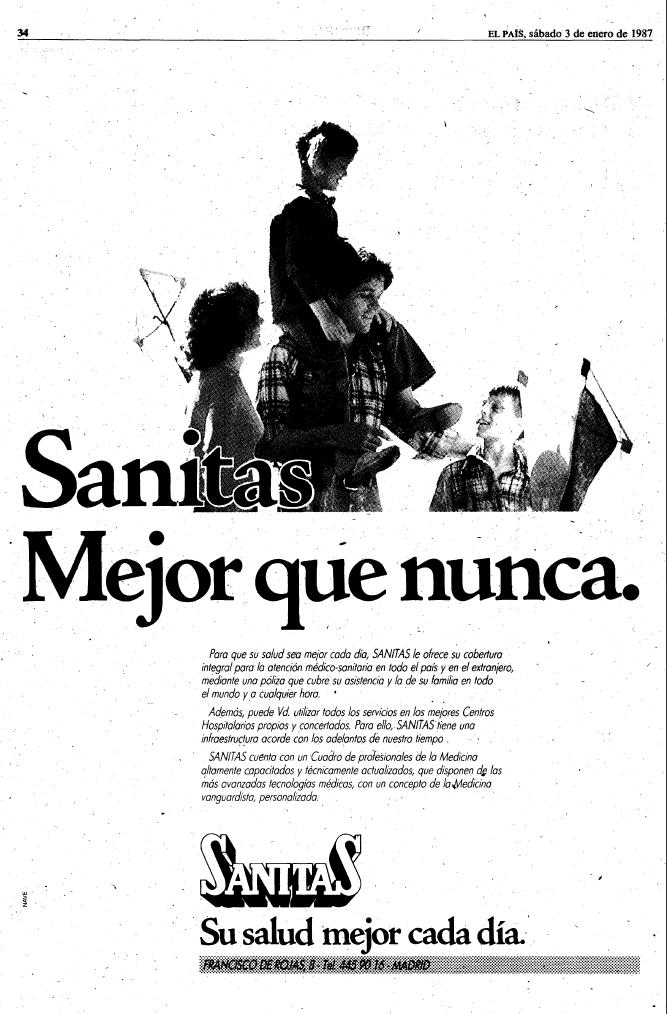 34
EL PAÍS, sábado 3 de enero de 1987
Sanitas
Mejor que nunca.
Para que su salud sea mejor cada día, SANITAS le ofrece su cobertura
integral para la atención médico-sanitaria en todo el país y en el extranjero,
mediante una póliza que cubre su asistencia y la de su familia en todo
el mundo y a cualquier hora.
Además, puede Vd. utilizar todos los servicios en los mejores Centros
Hospitalarios propios y concertados. Para ello, SANITAS tiene una
infraestructura acorde con los adelantos de nuestro tiempo.
SANITAS cuenta con un Cuadro de profesionales de la Medicina
altamente capacitados y técnicamente actualizados, que disponen de las
más avanzadas tecnologías médicas, con un concepto de la Medicina
vanguardista, personalizada.
NAVE
SANITAS
Su salud mejor cada día.
FRANCISCO DE ROJAS, 8 - Tel. 445 90 16 - MADRID